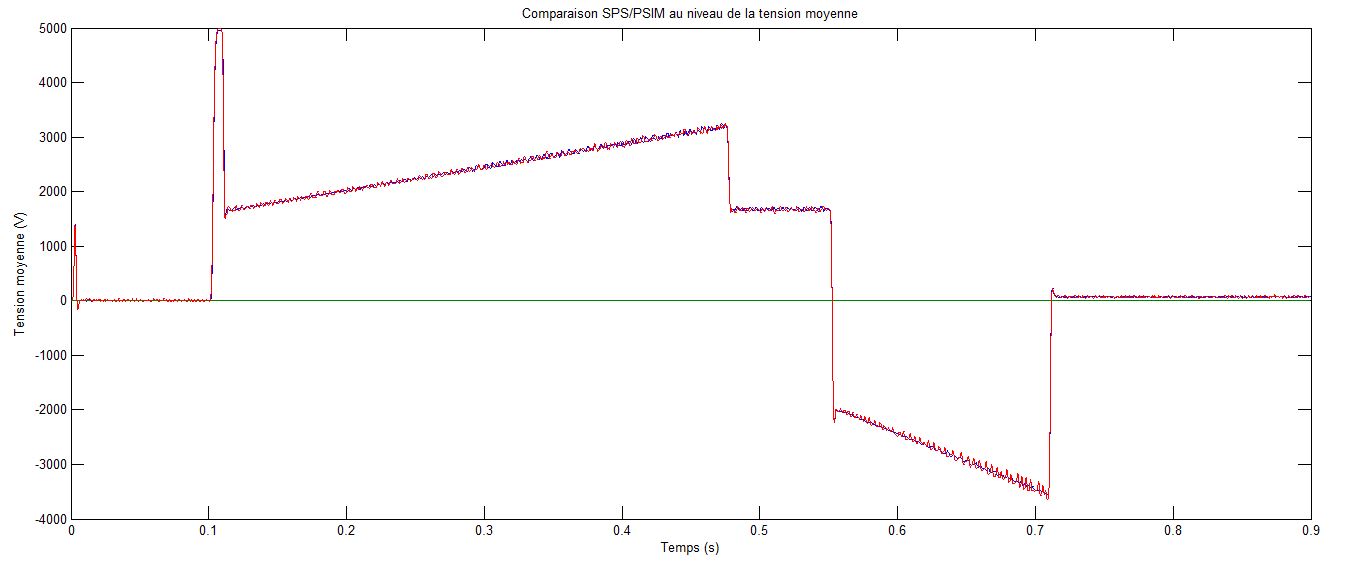 Comparaison SPS/PSIM au niveau de la tension moyenne
5000
4000
3000
2000
1000
0
-1000
-2000
-3000
-4000
Tension moyenne (V)
0 0.1 0.2 0.3 0.4 0.5 0.6 0.7 0.8 0.9
Temps (s)